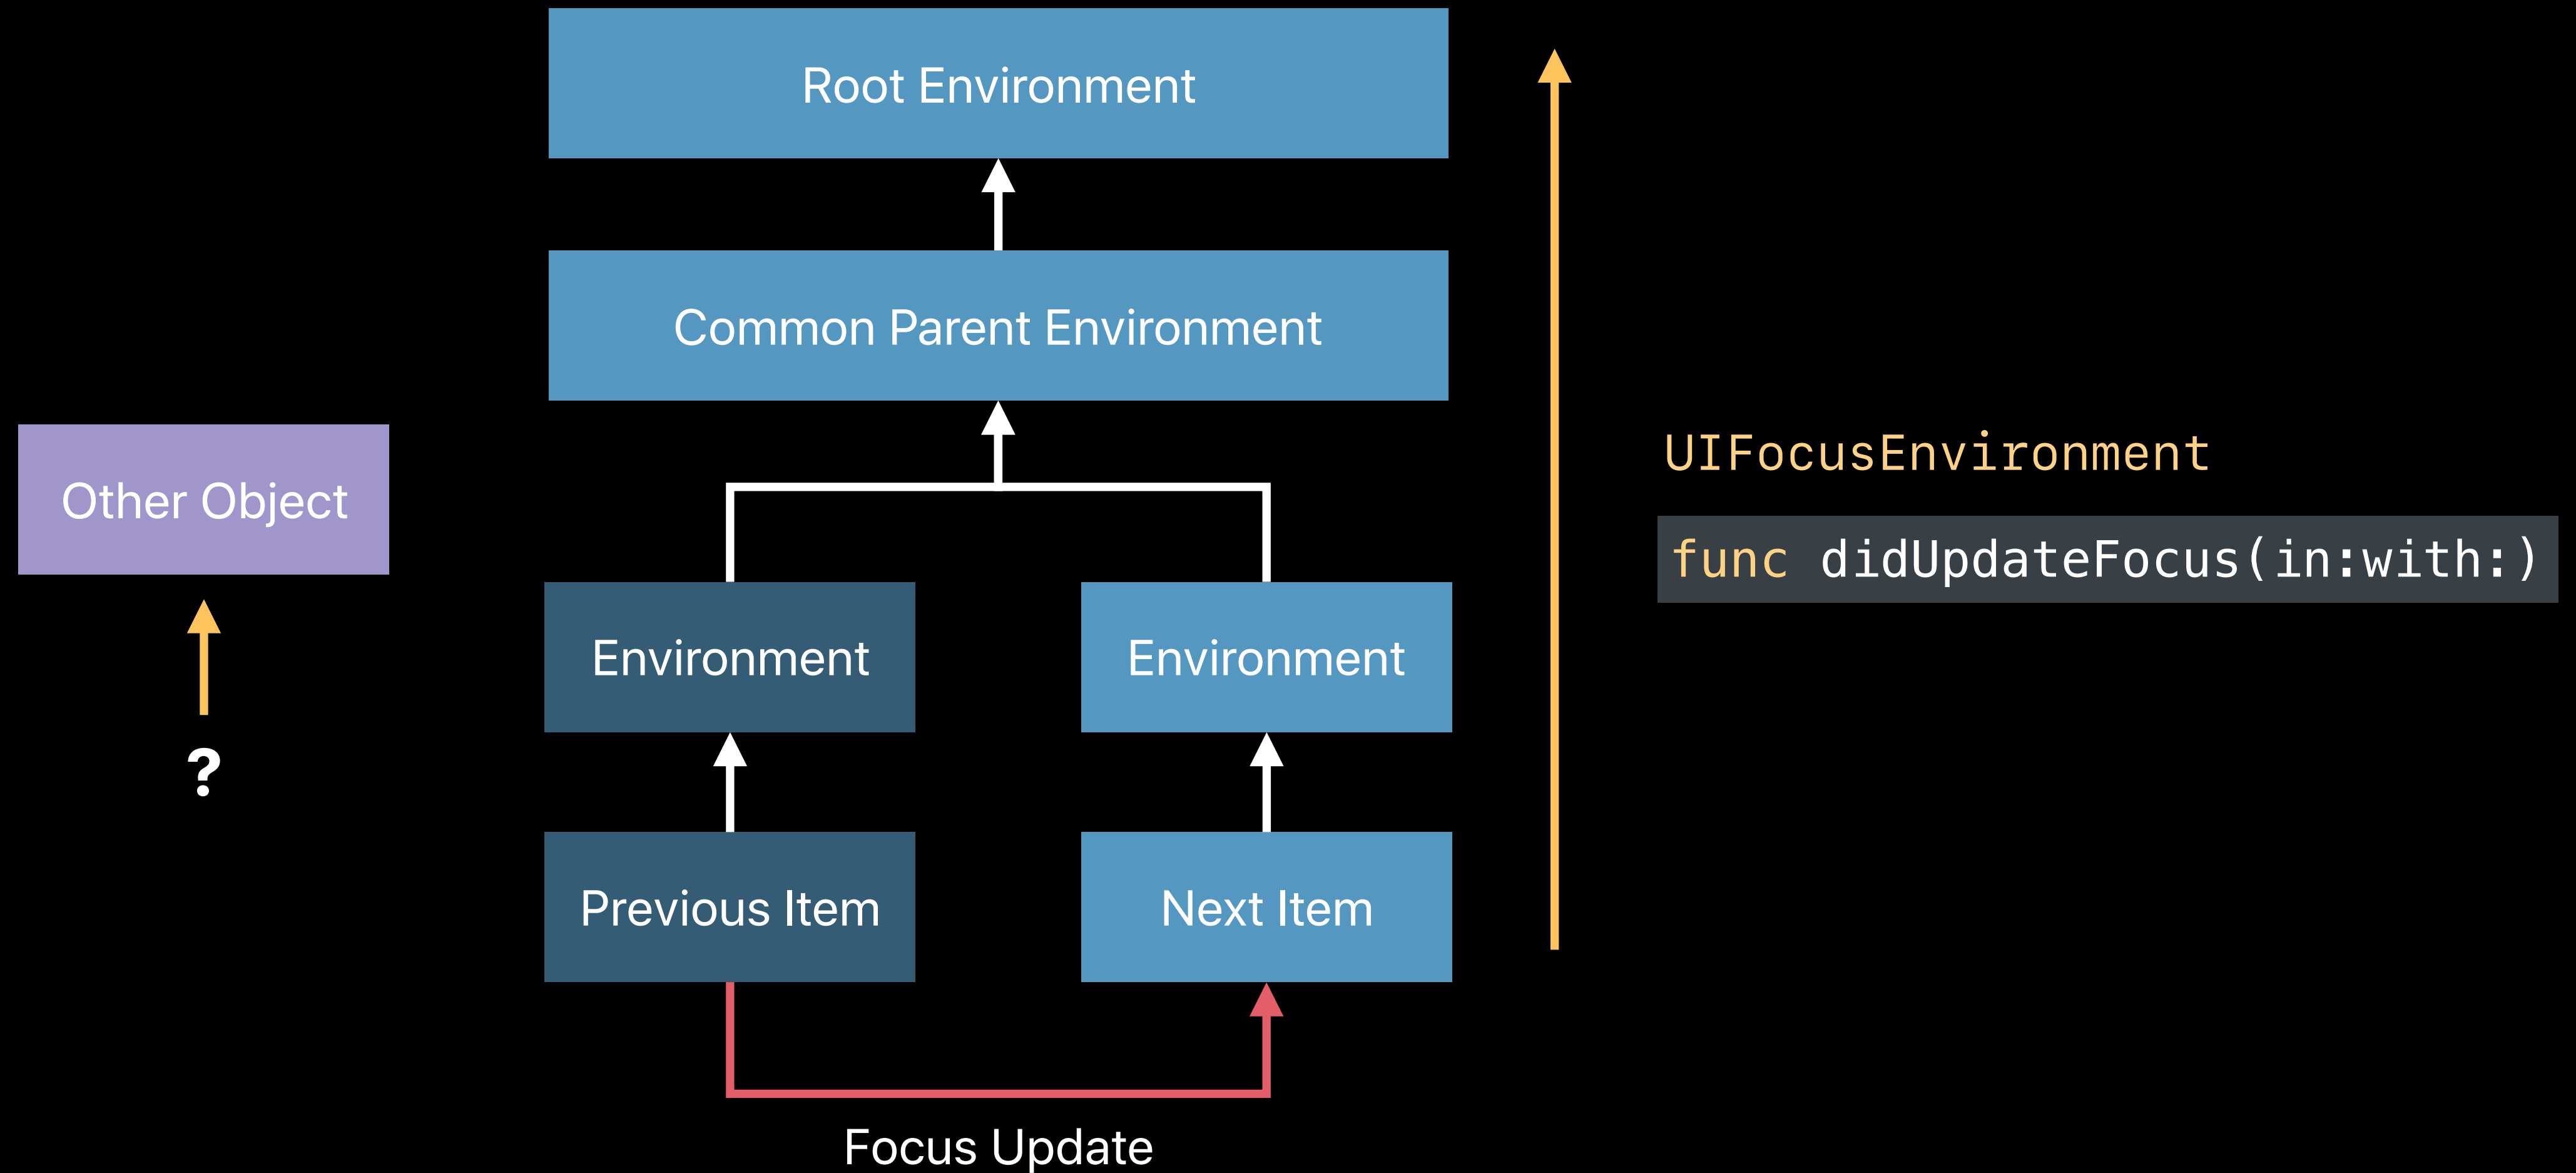 Root Environment
Common Parent Environment
Other Object
?
Environment
Environment
Previous Item
Next Item
Focus Update
UIFocusEnvironment
func didUpdateFocus(in:with:)